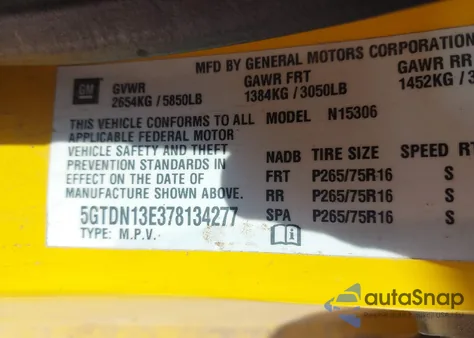 MFD BY GENERAL MOTORS CORPORATION
GM GVWR GAWR FRT GAWR RR
2654KG / 5850LB 1384KG / 3050LB 1452KG / 3
THIS VEHICLE CONFORMS TO ALL MODEL N15306
APPLICABLE FEDERAL MOTOR
VEHICLE SAFETY AND THEFT NADB TIRE SIZE SPEED RT
PREVENTION STANDARDS FRT P265/75R16 S
IN EFFECT ON THE DATE OF
MANUFACTURE SHOWN ABOVE. RR P265/75R16 S
5GTDN13E378134277 SPA P265/75R16 S
TYPE: M.P.V.
autaSnap